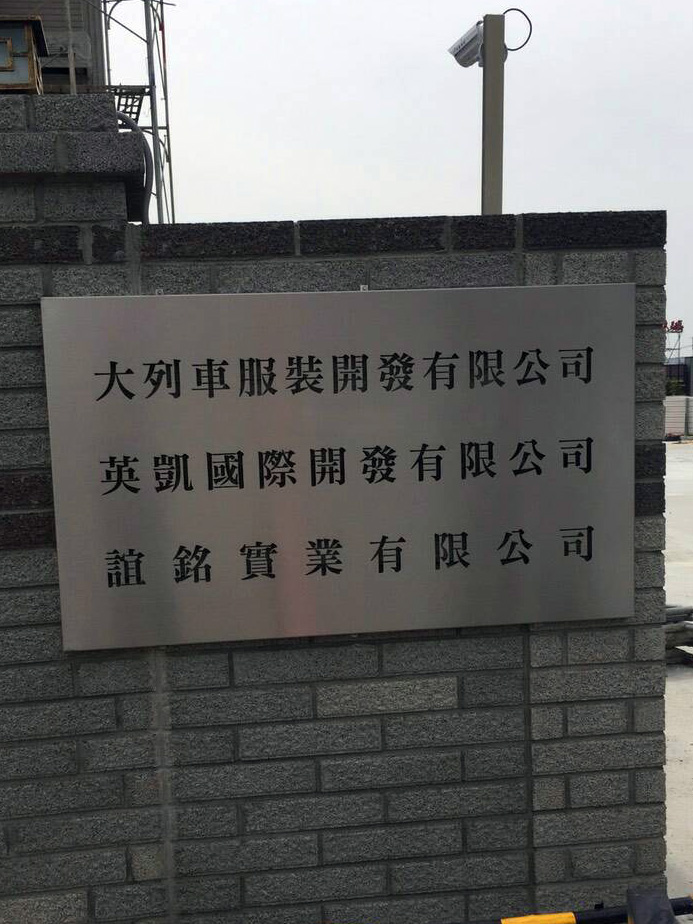 大列車服裝開發有限公司
英凱國際開發有限公司
誼銘實業有限公司